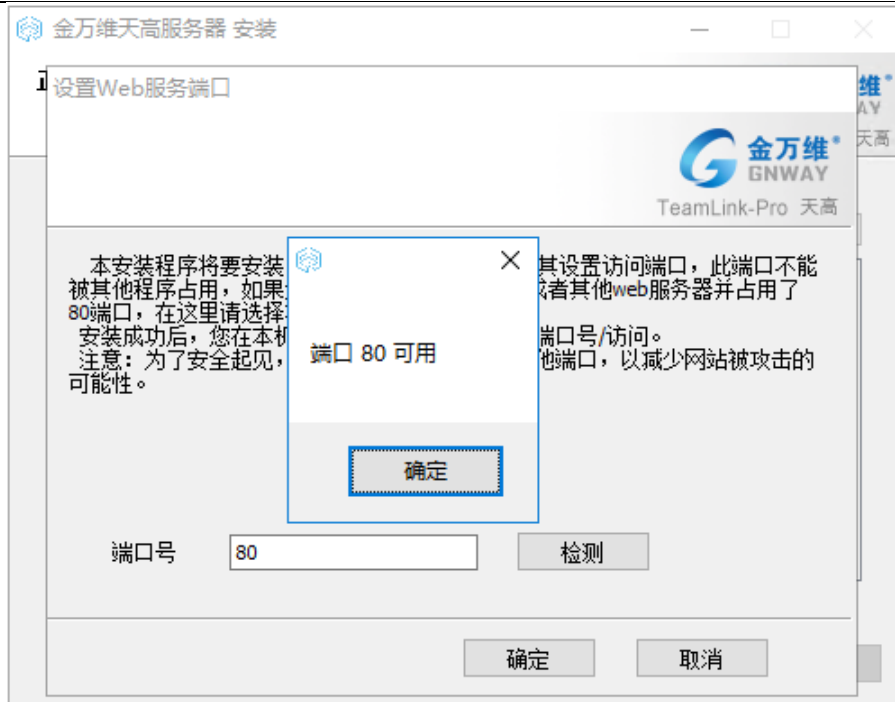 金万维天高服务器 安装
设置Web服务端口
金万维®
GNWAY
TeamLink-Pro 天高
维®
AY
天高
本安装程序将要安装 其设置访问端口，此端口不能
被其他程序占用，如果 或者其他web服务器并占用了
80端口，在这里请选择
安装成功后，您在本机 端口号/访问。
注意：为了安全起见， 他端口，以减少网站被攻击的
可能性。
端口 80 可用
确定
端口号 80 检测
确定 取消